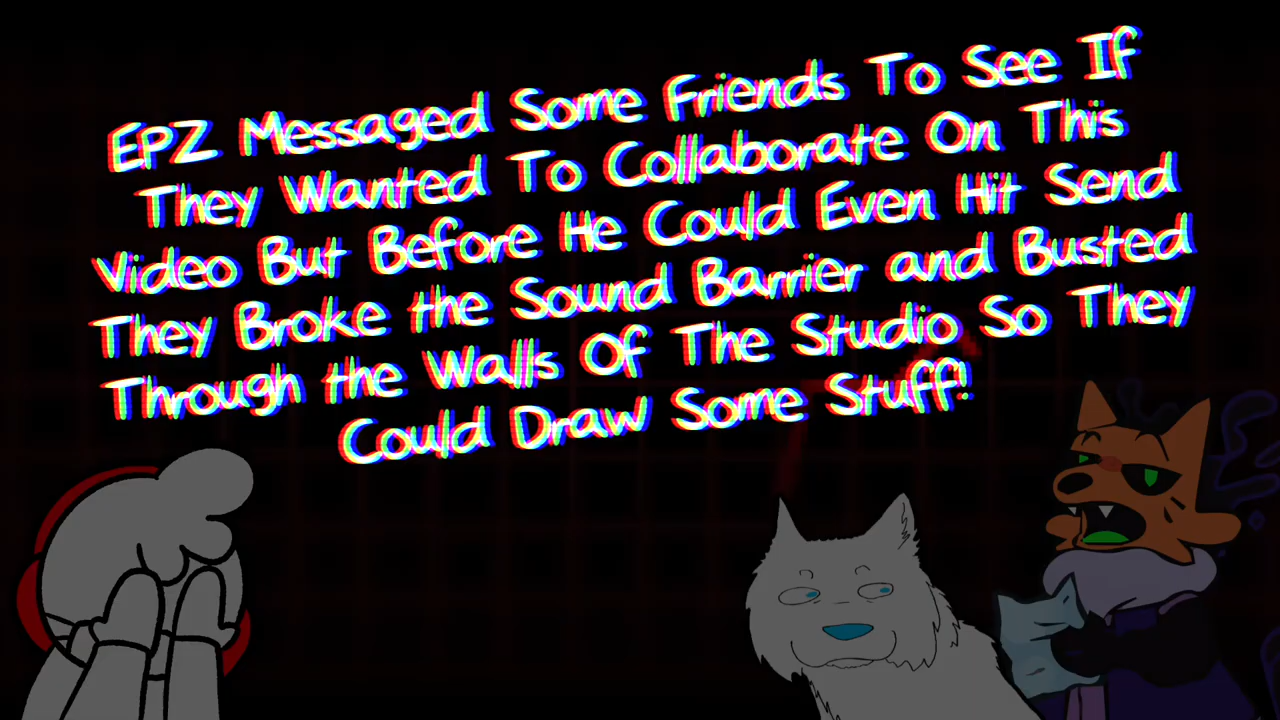 EPZ Messaged Some Friends To See If
They Wanted To Collaborate On This
Video But Before He Could Even Hit Send
They Broke the Sound Barrier and Busted
Through the Walls Of The Studio So They
Could Draw Some Stuff!